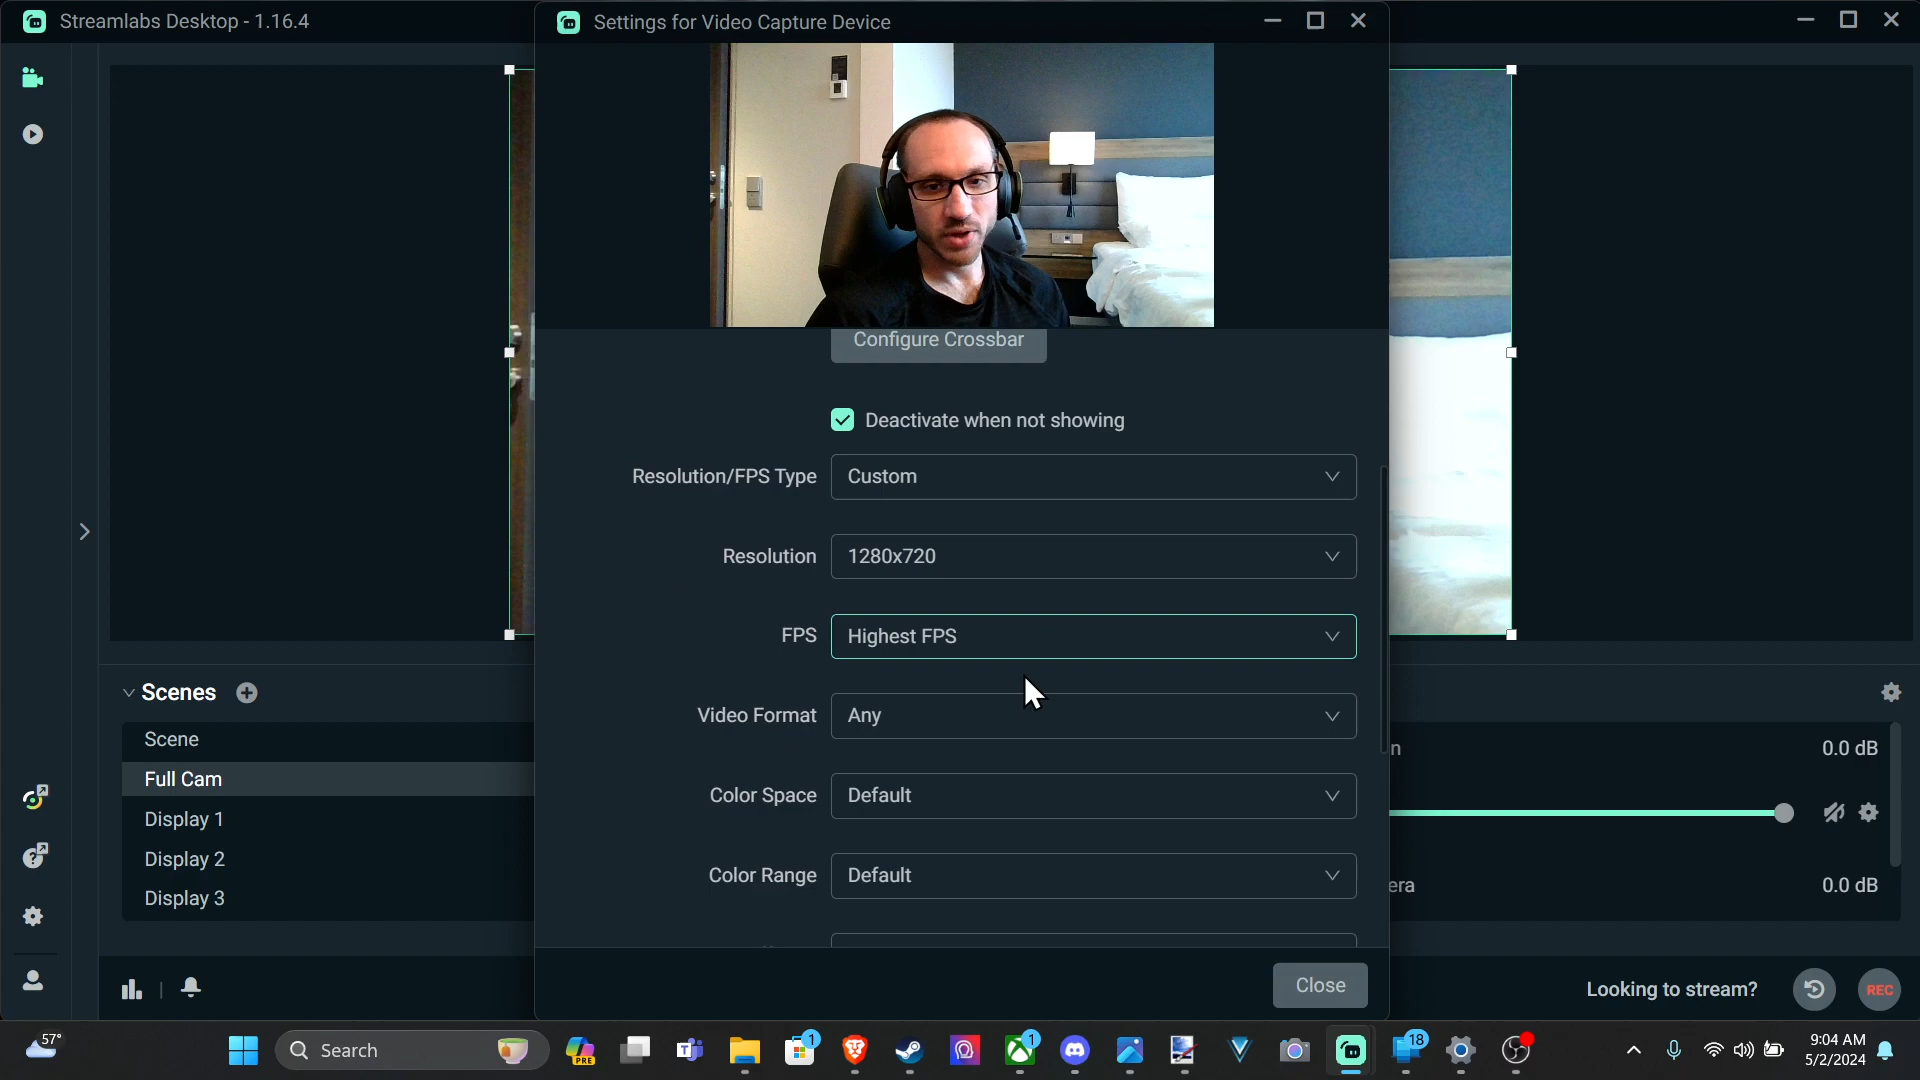 Streamlabs Desktop - 1.16.4
Settings for Video Capture Device
Configure Crossbar
Deactivate when not showing
Resolution/FPS Type
Custom
Resolution
1280x720
FPS
Highest FPS
Video Format
Any
Color Space
Default
Color Range
Default
Close
Scenes
Scene
Full Cam
Display 1
Display 2
Display 3
n
0.0 dB
era
0.0 dB
Looking to stream?
REC
57°
Search
PRE
1
1
18
9:04 AM
5/2/2024